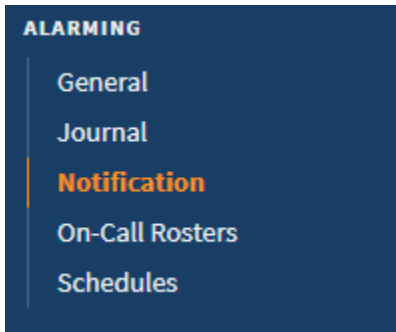 ALARMING
General
Journal
Notification
On-Call Rosters
Schedules